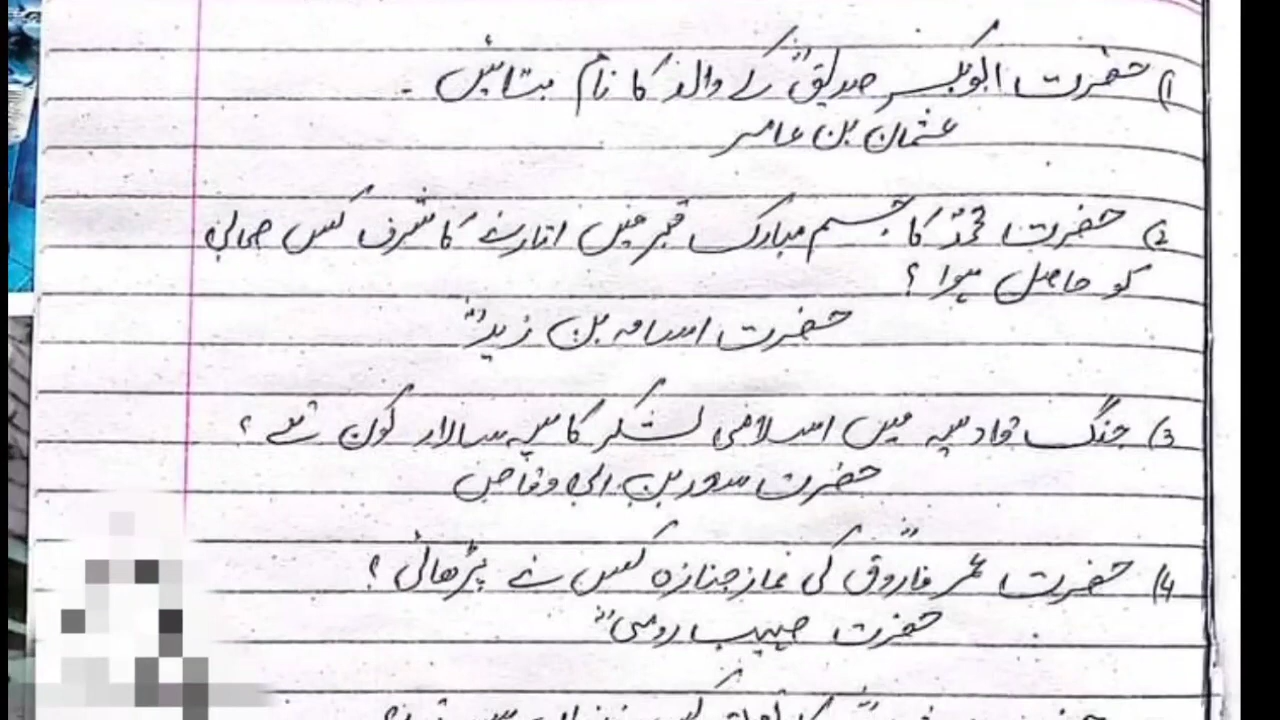 1) حضرت ابوبکر صدیقؓ کے والد کا نام بتائیں ۔
عثمان بن عامر
2) حضرت محمدؐ کا جسم مبارک قبر میں اتارنے کا شرف کس صحابی
کو حاصل ہوا ؟
حضرت اسامہ بن زیدؓ
3) جنگ قادسیہ میں اسلامی لشکر کا سپہ سالار کون تھے ؟
حضرت سعد بن ابی وقاص
4) حضرت عمر فاروقؓ کی نماز جنازہ کس نے پڑھائی ؟
حضرت صہیب رومیؓ